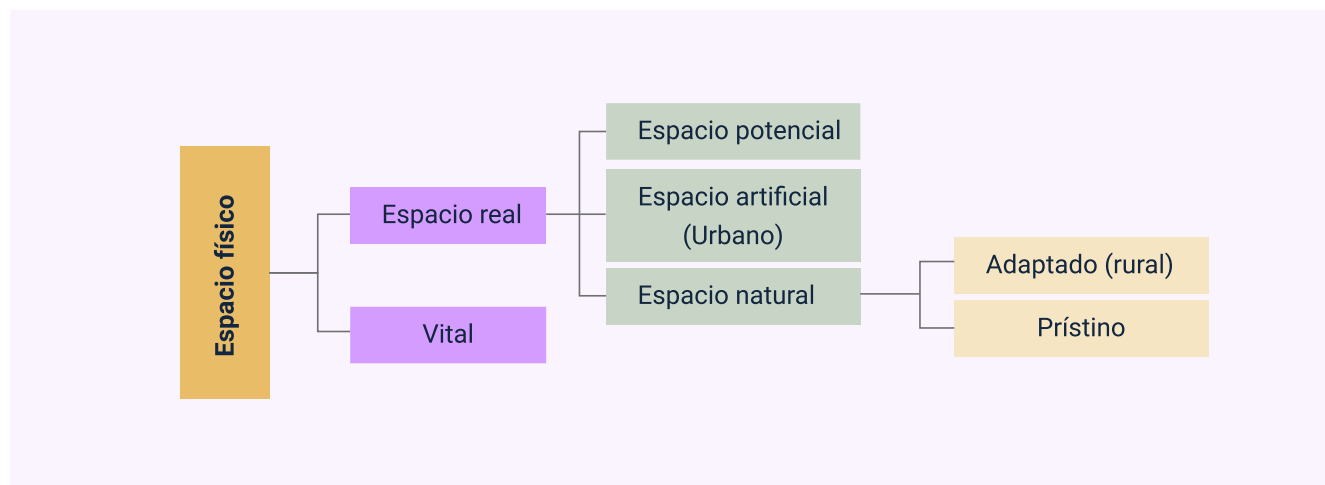 Espacio físico
Espacio real
Vital
Espacio potencial
Espacio artificial
(Urbano)
Espacio natural
Adaptado (rural)
Prístino